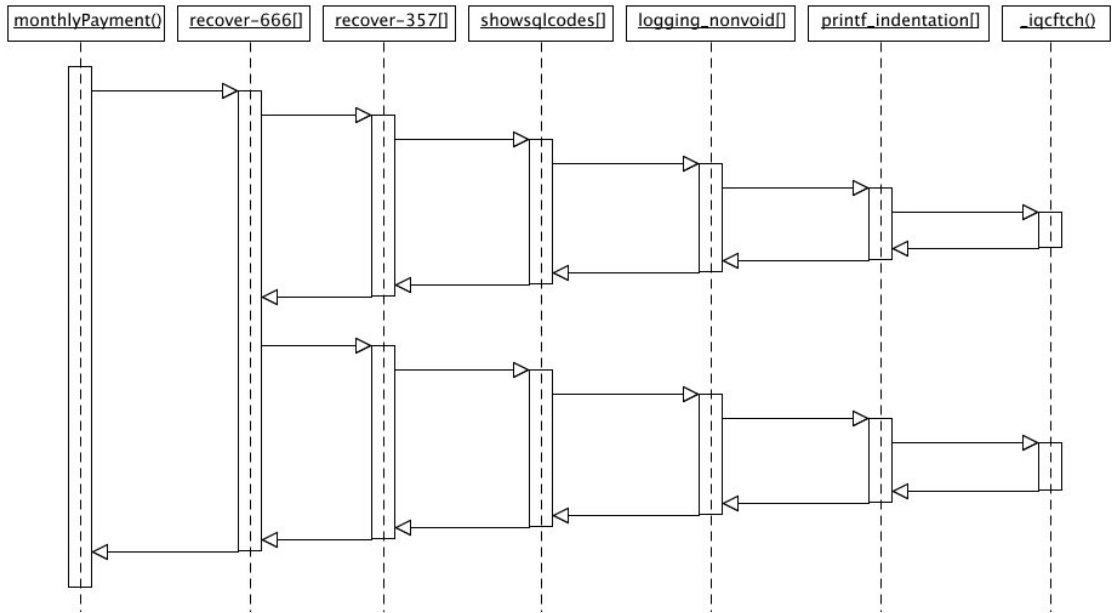 monthlyPayment()
recover-666[]
recover-357[]
showsqlcodes[]
logging_nonvoid[]
printf_indentation[]
_iqcftch()